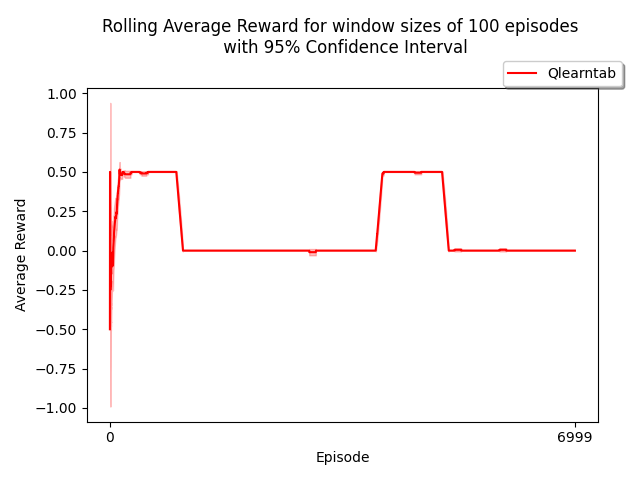 Rolling Average Reward for window sizes of 100 episodes
with 95% Confidence Interval
Qlearntab
1.00
0.75
0.50
0.25
0.00
−0.25
−0.50
−0.75
−1.00
Average Reward
0
6999
Episode